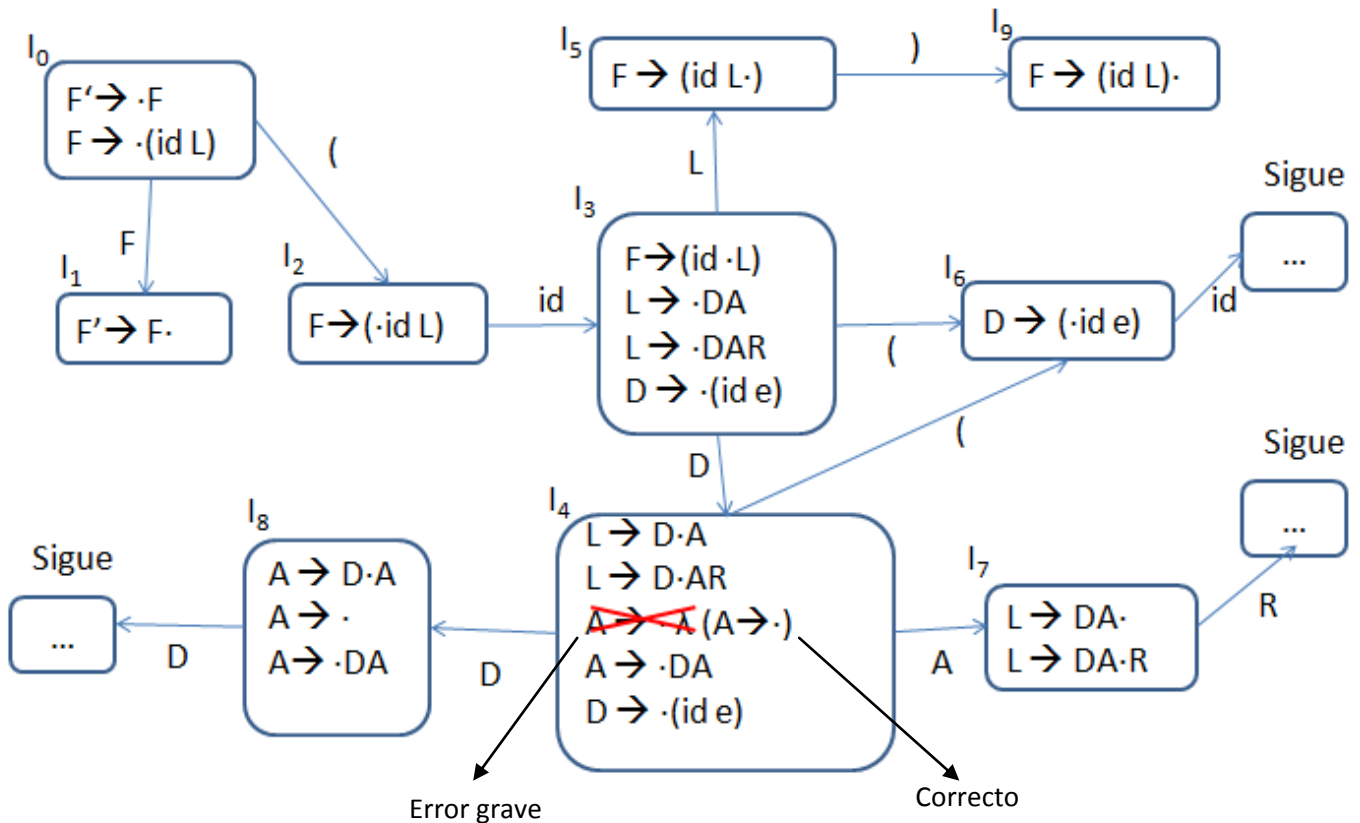 I0
F' → ·F
F → ·(id L)
(
F
I1
F' → F·
I2
F→(·id L)
id
I3
F→(id ·L)
L → ·DA
L → ·DAR
D → ·(id e)
L
I5
F → (id L·)
)
I9
F → (id L)·
(
I6
D → (·id e)
id
Sigue
...
(
D
I4
L → D·A
L → D·AR
A → ·λ (A→·)
A → ·DA
D → ·(id e)
D
I8
A → D·A
A → ·
A → ·DA
D
Sigue
...
A
I7
L → DA·
L → DA·R
R
Sigue
...
Error grave
Correcto